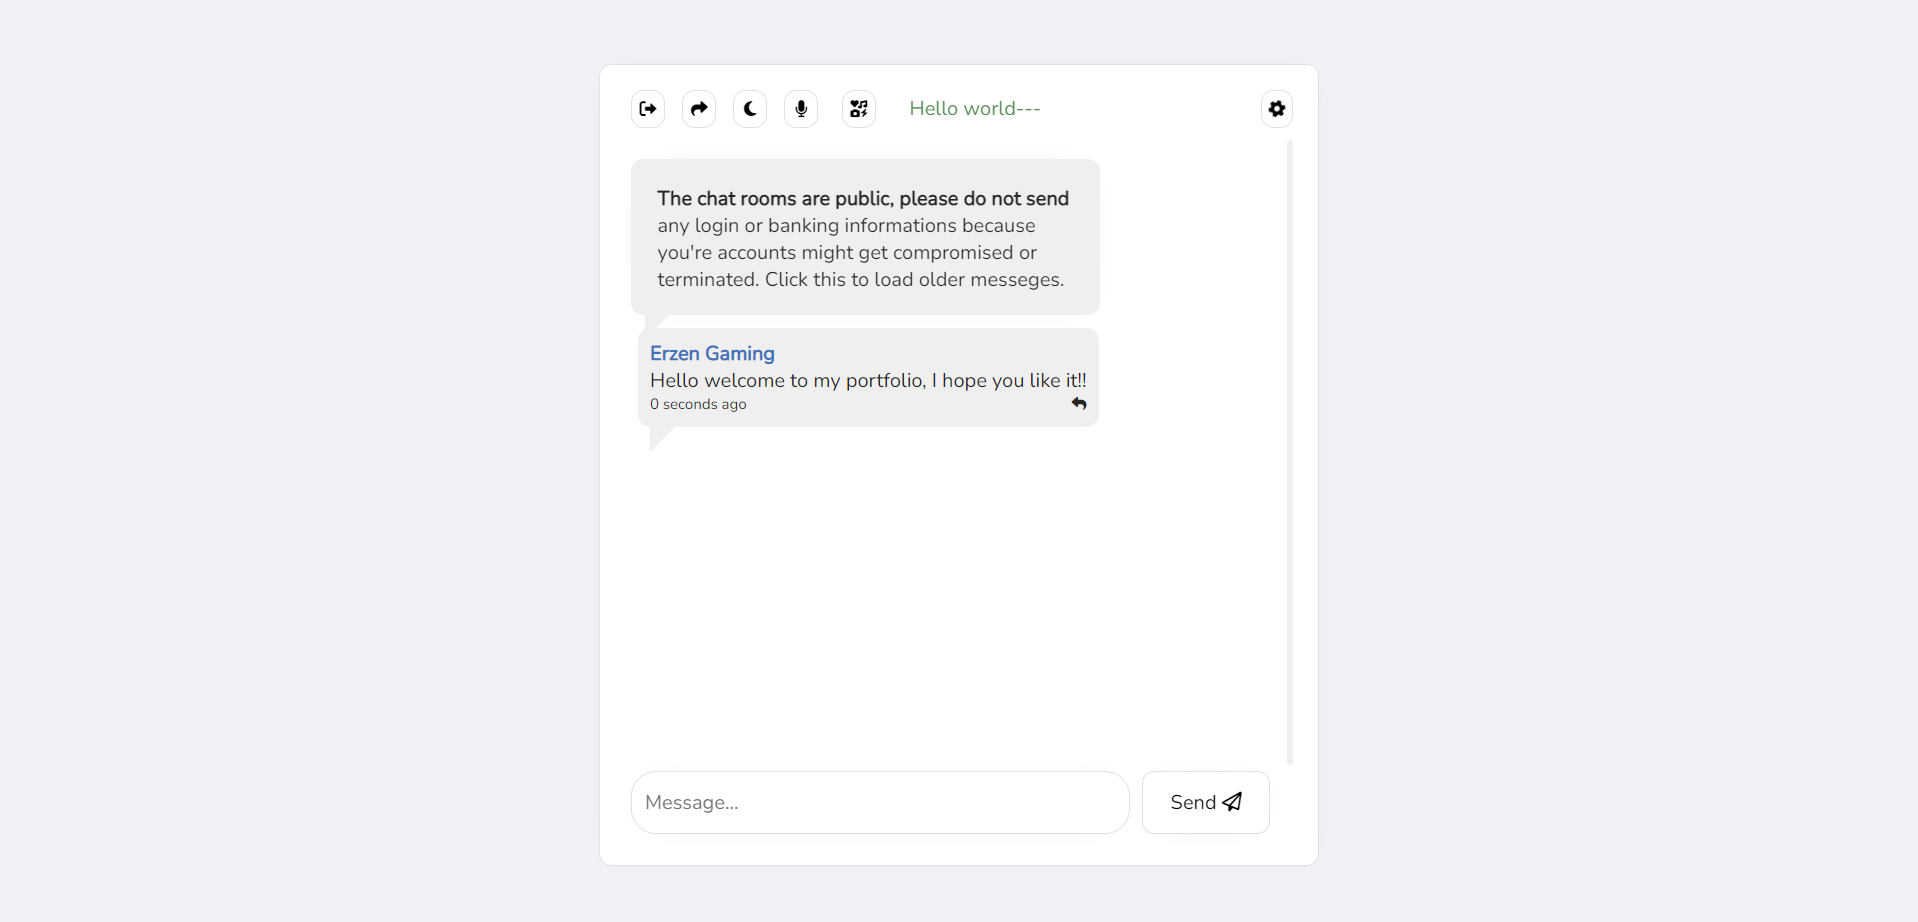 Hello world---
The chat rooms are public, please do not send
any login or banking informations because
you're accounts might get compromised or
terminated. Click this to load older messeges.
Erzen Gaming
Hello welcome to my portfolio, I hope you like it!!
0 seconds ago
Message...
Send